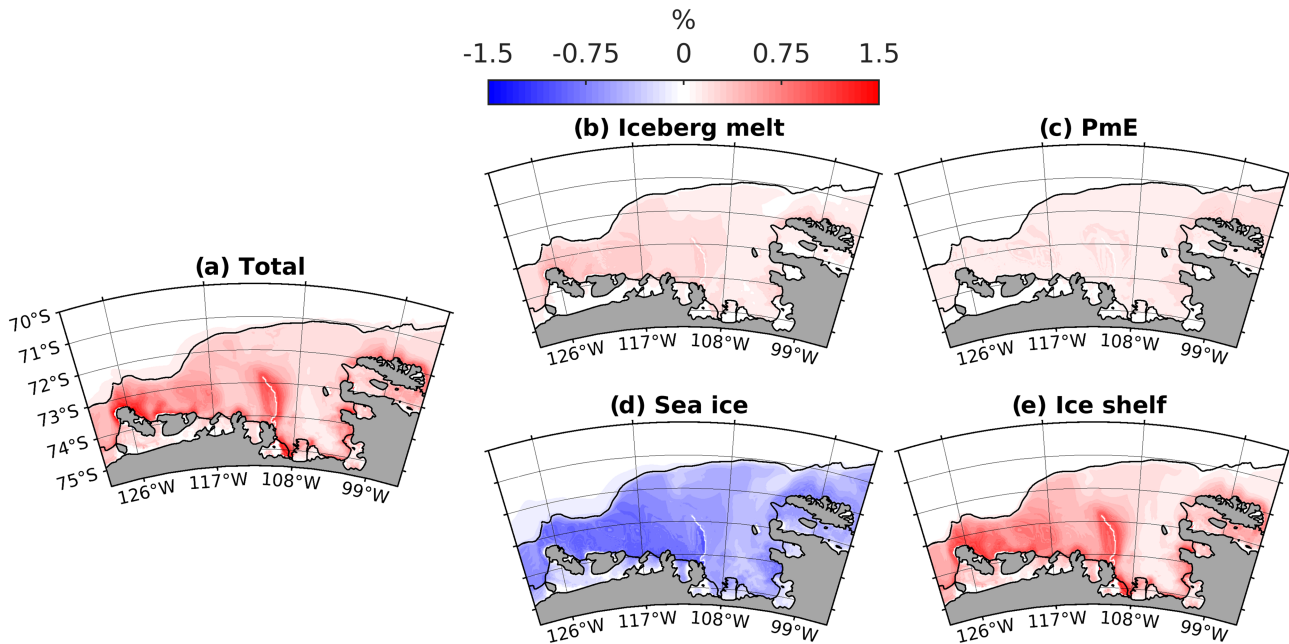 %
-1.5 -0.75 0 0.75 1.5
(b) Iceberg melt
(c) PmE
126°W 117°W 108°W 99°W
126°W 117°W 108°W 99°W
(a) Total
70°S
71°S
72°S
73°S
74°S
75°S
126°W 117°W 108°W 99°W
(d) Sea ice
(e) Ice shelf
126°W 117°W 108°W 99°W
126°W 117°W 108°W 99°W